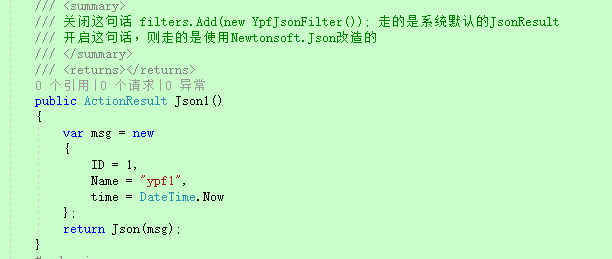 /// <summary>
/// 关闭这句话 filters.Add(new YpfJsonFilter()); 走的是系统默认的JsonResult
/// 开启这句话，则走的是使用Newtonsoft.Json改造的
/// </summary>
/// <returns></returns>
0 个引用|0 个请求|0 异常
public ActionResult Json1()
{
    var msg = new
    {
        ID = 1,
        Name = "ypf1",
        time = DateTime.Now
    };
    return Json(msg);
}